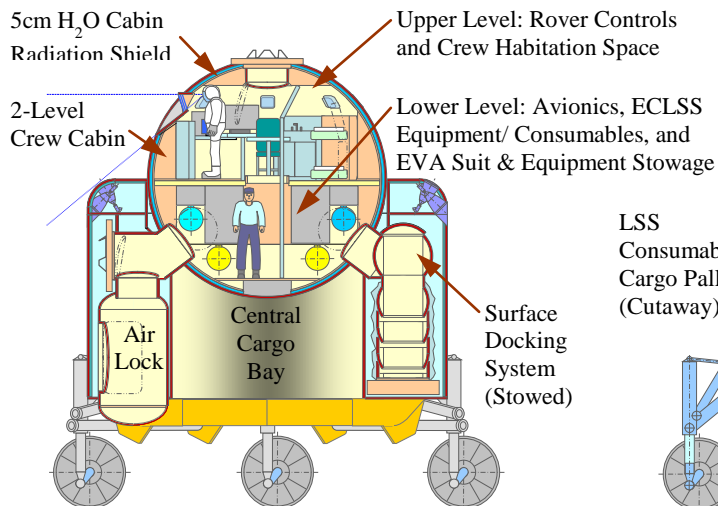 5cm H₂O Cabin
Radiation Shield
2-Level
Crew Cabin
Upper Level: Rover Controls
and Crew Habitation Space
Lower Level: Avionics, ECLSS
Equipment/ Consumables, and
EVA Suit & Equipment Stowage
LSS
Cargo
(Cutaway)
Surface
Docking
System
(Stowed)
Air
Lock
Central
Cargo
Bay